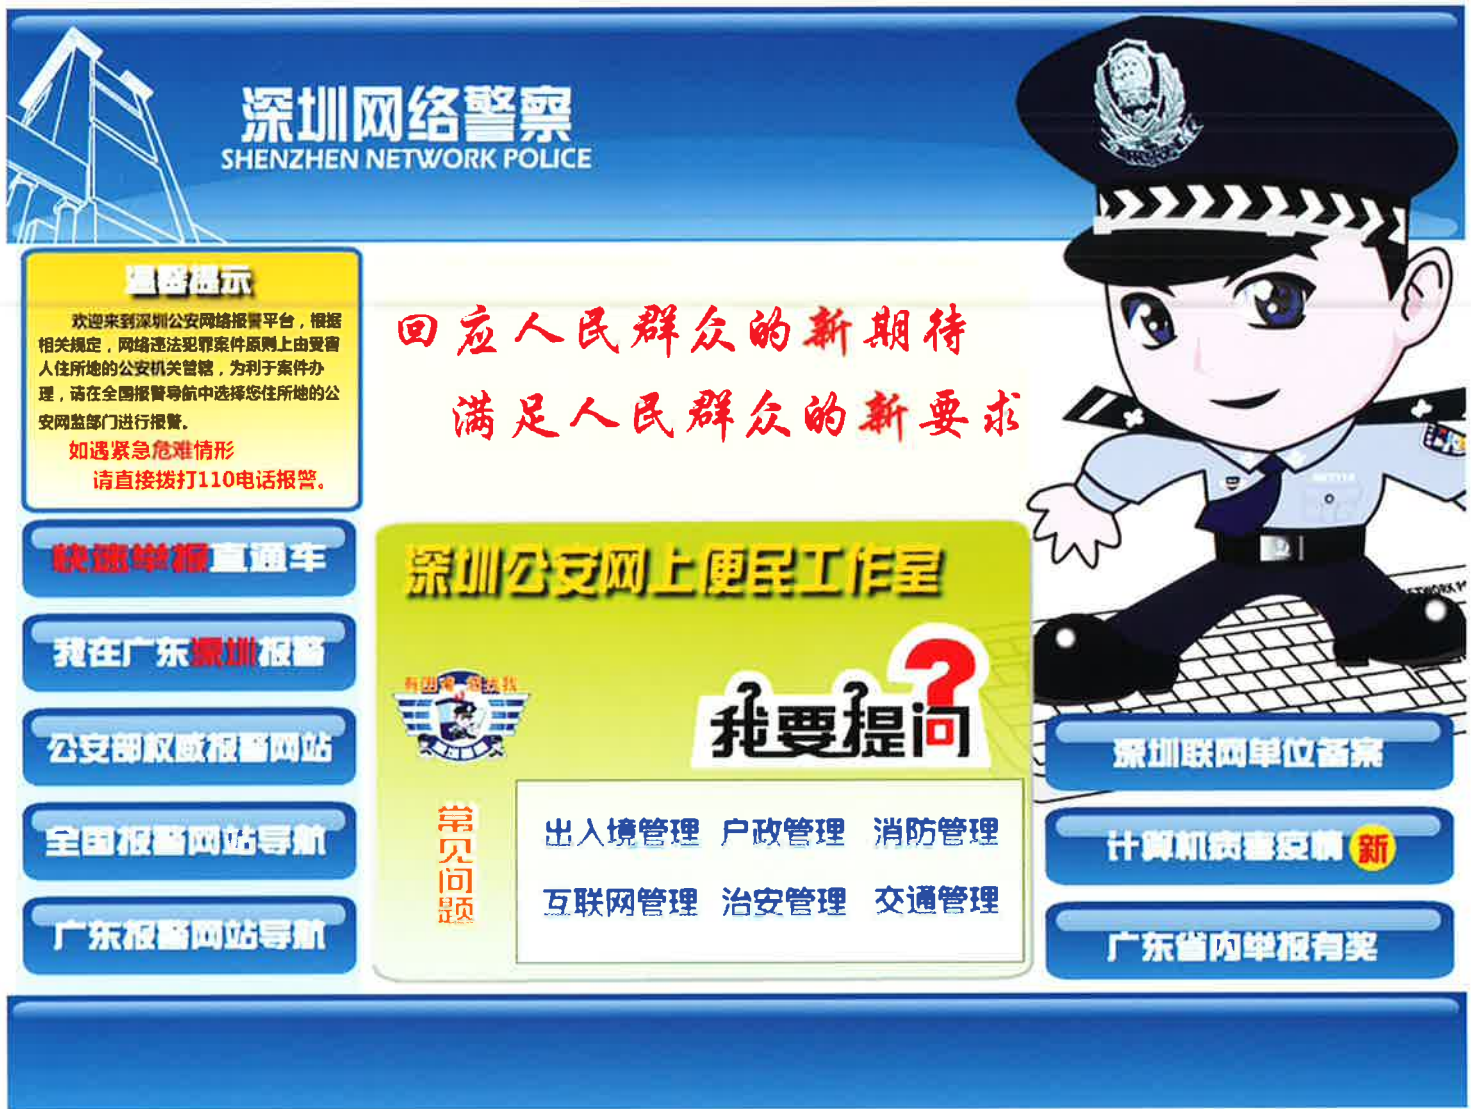 深圳网络警察
SHENZHEN NETWORK POLICE
温馨提示
欢迎来到深圳公安网络报警平台，根据
相关规定，网络违法犯罪案件原则上由受害
人住所地的公安机关管辖，为利于案件办
理，请在全国报警导航中选择您住所地的公
安网监部门进行报警。
如遇紧急危难情形
请直接拨打110电话报警。
快速举报直通车
我在广东深圳报警
公安部权威报警网站
全国报警网站导航
广东报警网站导航
回应人民群众的新期待
满足人民群众的新要求
深圳公安网上便民工作室
有困难 您找我
我要提问?
常见问题
出入境管理 户政管理 消防管理
互联网管理 治安管理 交通管理
深圳联网单位备案
计算机病毒疫情 新
广东省内举报有奖